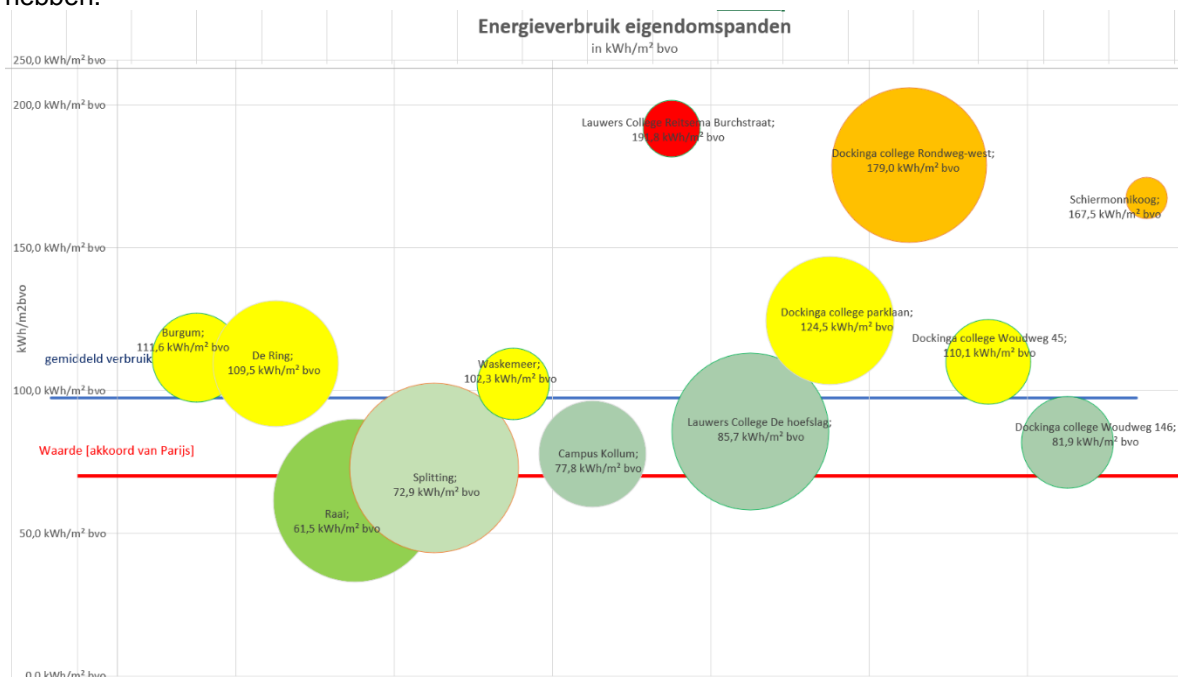 hebben.
Energieverbruik eigendomspanden
in kWh/m² bvo
250,0 kWh/m² bvo
200,0 kWh/m² bvo
150,0 kWh/m² bvo
100,0 kWh/m² bvo
50,0 kWh/m² bvo
0,0 kWh/m² bvo
kWh/m2bvo
gemiddeld verbruik
Waarde [akkoord van Parijs]
Burgum;
111,6 kWh/m² bvo
De Ring;
109,5 kWh/m² bvo
Raai;
61,5 kWh/m² bvo
Splitting;
72,9 kWh/m² bvo
Waskemeer;
102,3 kWh/m² bvo
Campus Kollum;
77,8 kWh/m² bvo
Lauwers College Reitsema Burchstraat;
191,8 kWh/m² bvo
Lauwers College De hoefslag;
85,7 kWh/m² bvo
Dockinga college parklaan;
124,5 kWh/m² bvo
Dockinga college Rondweg-west;
179,0 kWh/m² bvo
Dockinga college Woudweg 45;
110,1 kWh/m² bvo
Dockinga college Woudweg 146;
81,9 kWh/m² bvo
Schiermonnikoog;
167,5 kWh/m² bvo